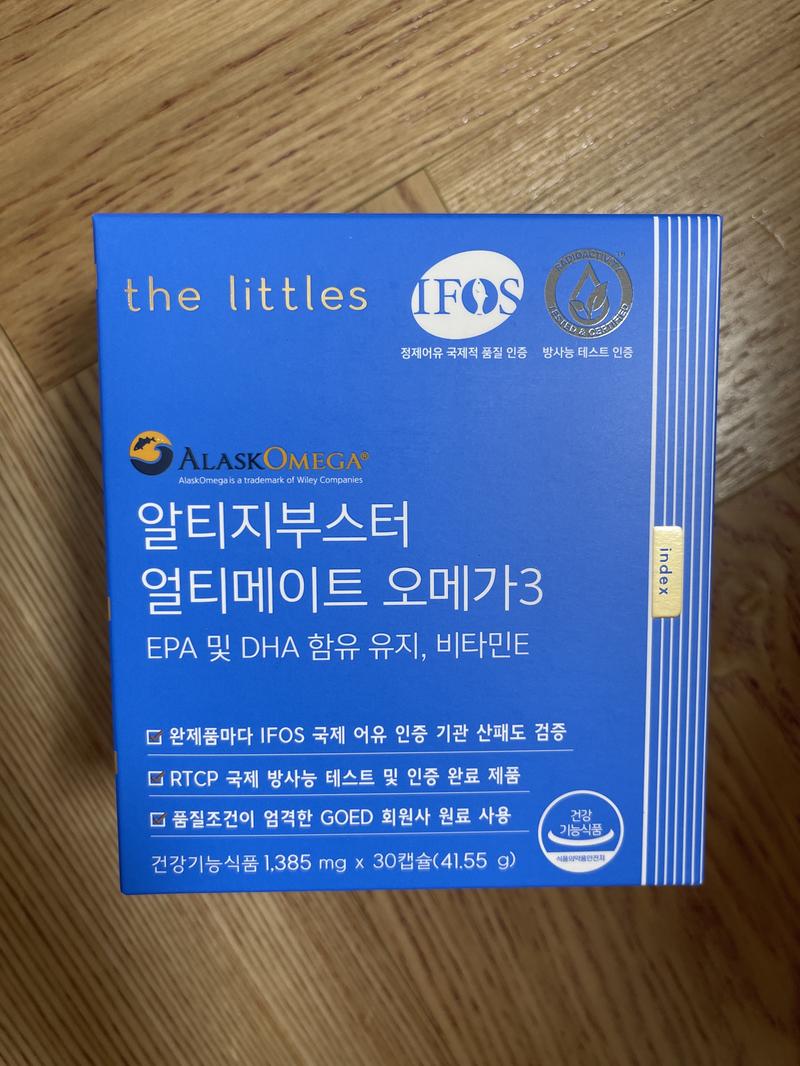 the littles
IFOS
RADIOACTIVITY
TESTED & CERTIFIED
정제어유 국제적 품질 인증
방사능 테스트 인증
ALASKOMEGA®
AlaskOmega is a trademark of Wiley Companies
알티지부스터
얼티메이트 오메가3
EPA 및 DHA 함유 유지, 비타민E
index
완제품마다 IFOS 국제 어유 인증 기관 산패도 검증
RTCP 국제 방사능 테스트 및 인증 완료 제품
품질조건이 엄격한 GOED 회원사 원료 사용
건강기능식품 1,385 mg x 30캡슐(41.55 g)
건강
기능식품
식품의약품안전처